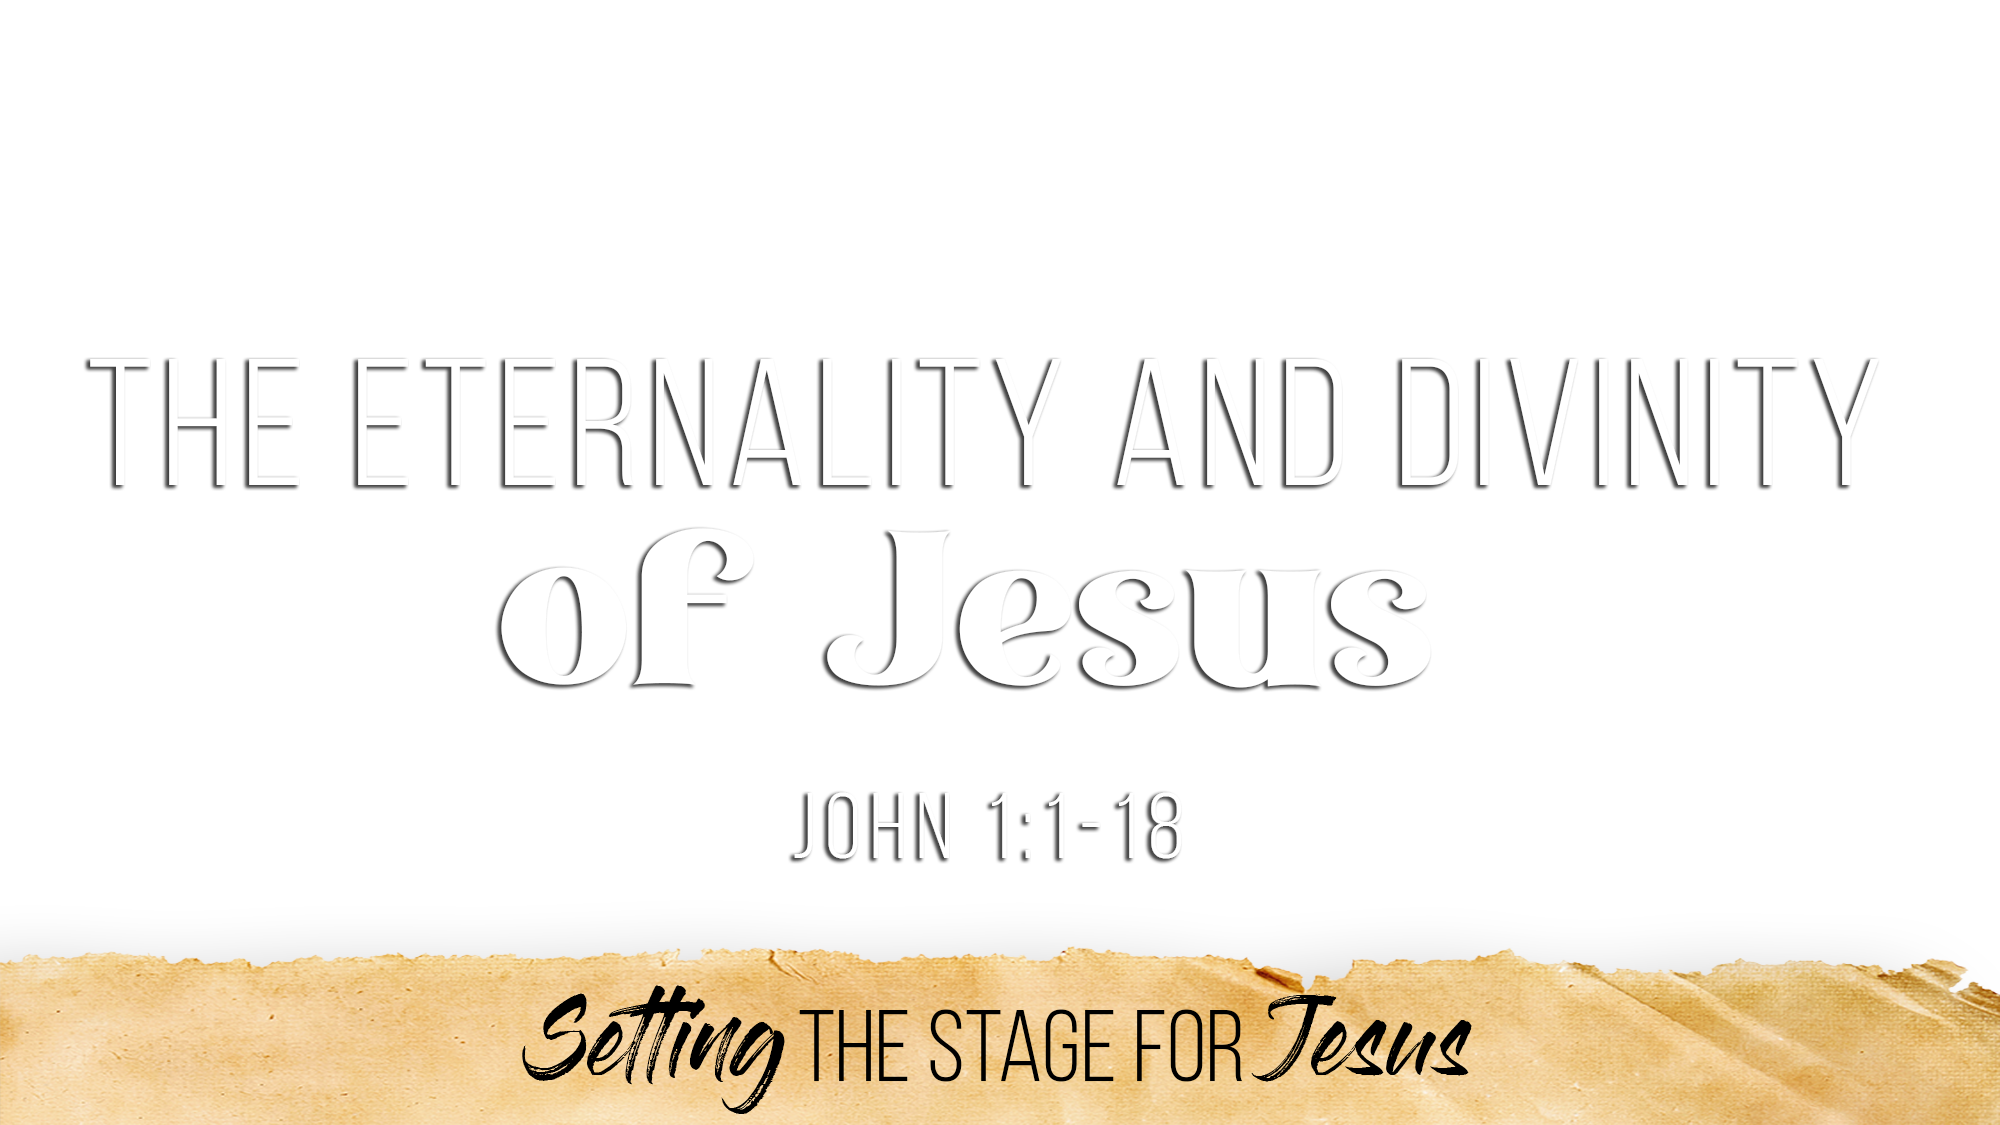 THE ETERNALITY AND DIVINITY
of Jesus
JOHN 1:1-18
Setting THE STAGE FOR Jesus